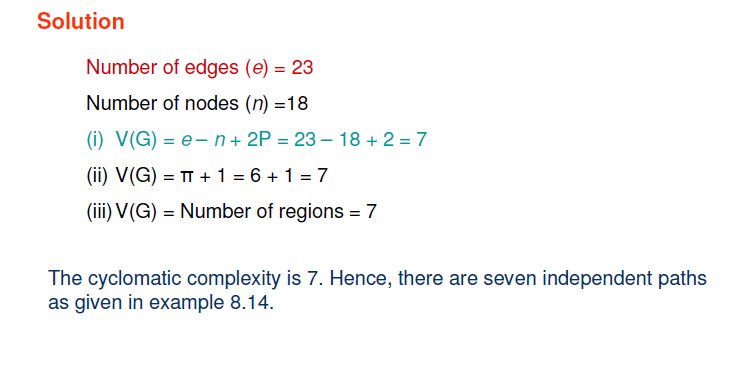 Solution
Number of edges (e) = 23
Number of nodes (n) =18
(i) V(G) = e – n + 2P = 23 – 18 + 2 = 7
(ii) V(G) = π + 1 = 6 + 1 = 7
(iii) V(G) = Number of regions = 7
The cyclomatic complexity is 7. Hence, there are seven independent paths
as given in example 8.14.